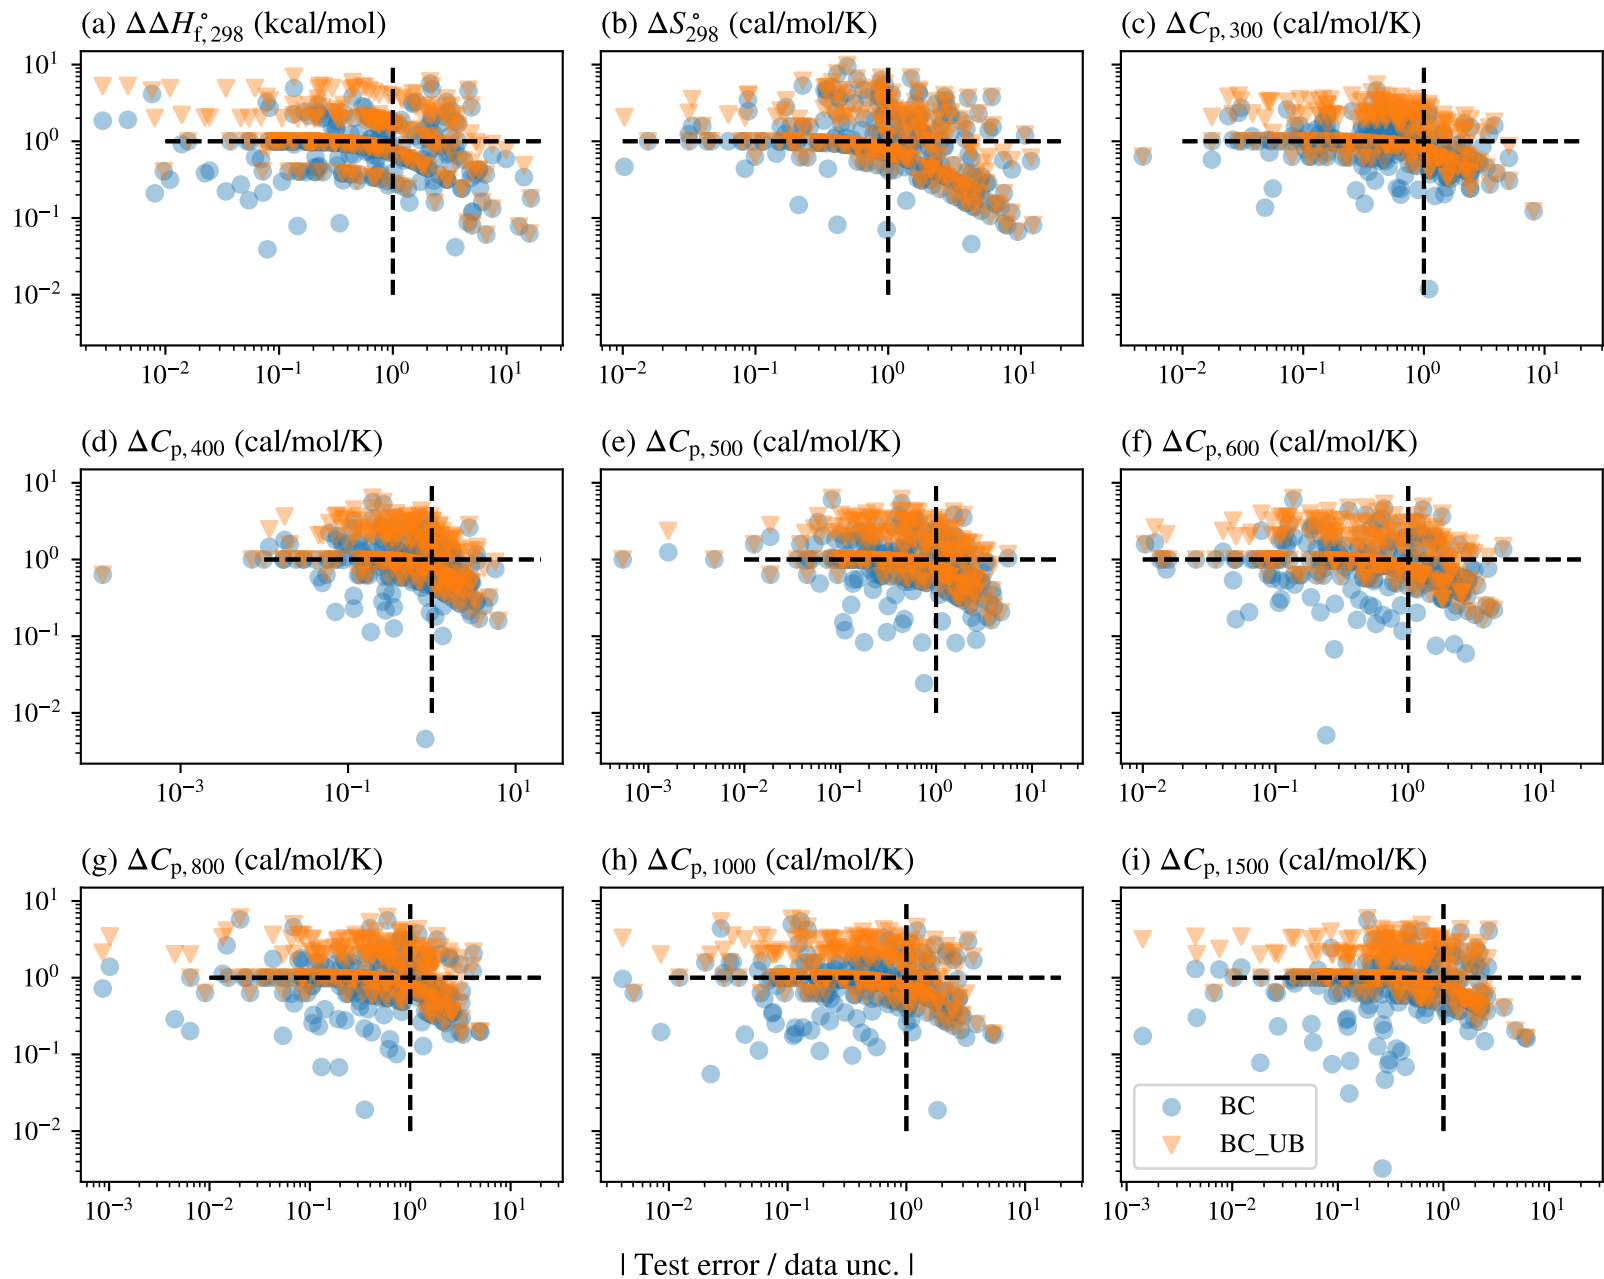 (a) ΔΔH°f,298 (kcal/mol) (b) ΔS°298 (cal/mol/K) (c) ΔCp,300 (cal/mol/K)
10¹
10⁰
10⁻¹
10⁻²
10⁻² 10⁻¹ 10⁰ 10¹ 10⁻² 10⁻¹ 10⁰ 10¹ 10⁻² 10⁻¹ 10⁰ 10¹
(d) ΔCp,400 (cal/mol/K) (e) ΔCp,500 (cal/mol/K) (f) ΔCp,600 (cal/mol/K)
10¹
10⁰
10⁻¹
10⁻²
10⁻³ 10⁻¹ 10¹ 10⁻³ 10⁻² 10⁻¹ 10⁰ 10¹ 10⁻² 10⁻¹ 10⁰ 10¹
(g) ΔCp,800 (cal/mol/K) (h) ΔCp,1000 (cal/mol/K) (i) ΔCp,1500 (cal/mol/K)
10¹
10⁰
10⁻¹
10⁻²
BC
BC_UB
10⁻³ 10⁻² 10⁻¹ 10⁰ 10¹ 10⁻² 10⁻¹ 10⁰ 10¹ 10⁻³ 10⁻² 10⁻¹ 10⁰ 10¹
| Test error / data unc. |